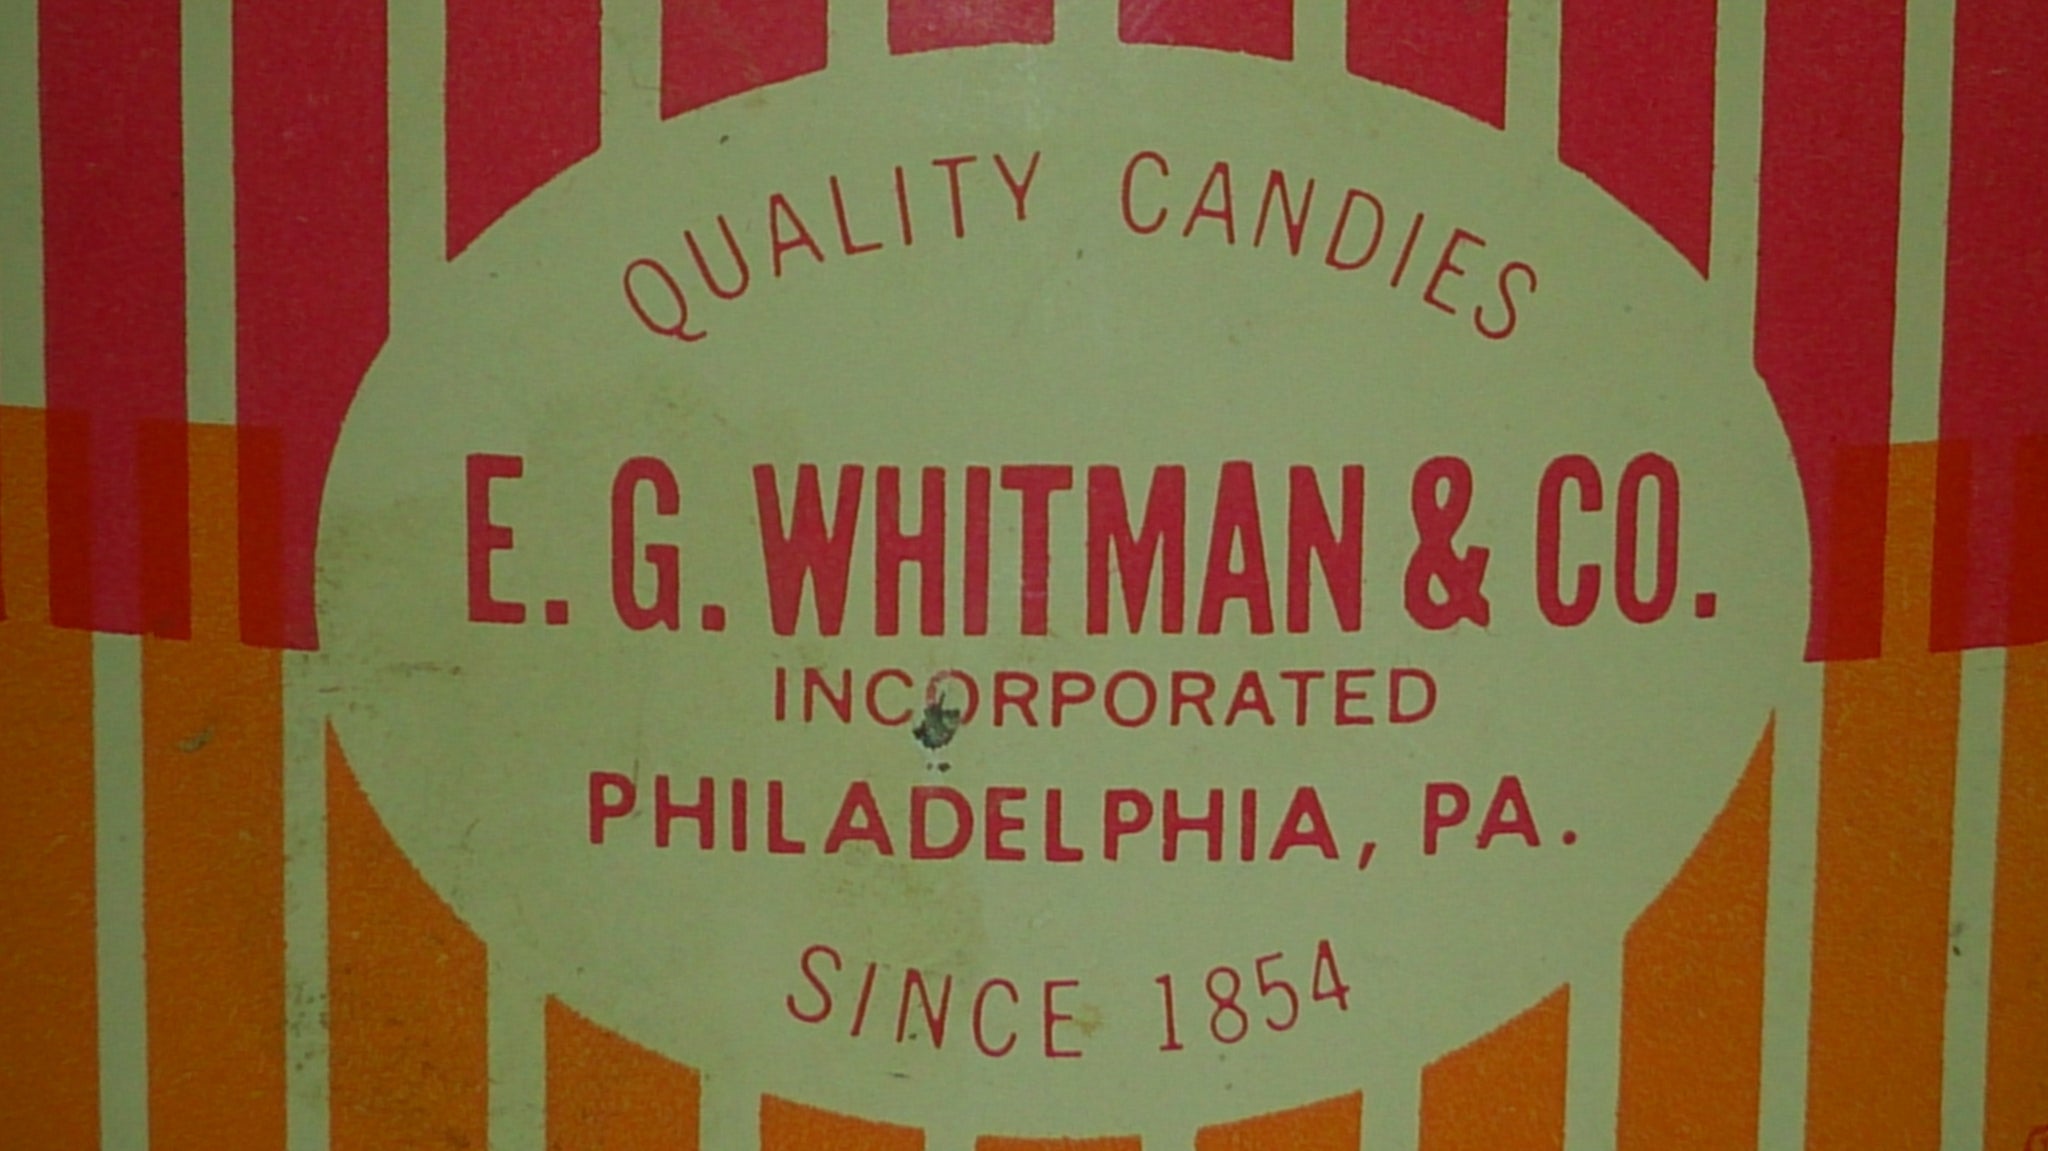 QUALITY CANDIES
E. G. WHITMAN & CO.
INCORPORATED
PHILADELPHIA, PA.
SINCE 1854